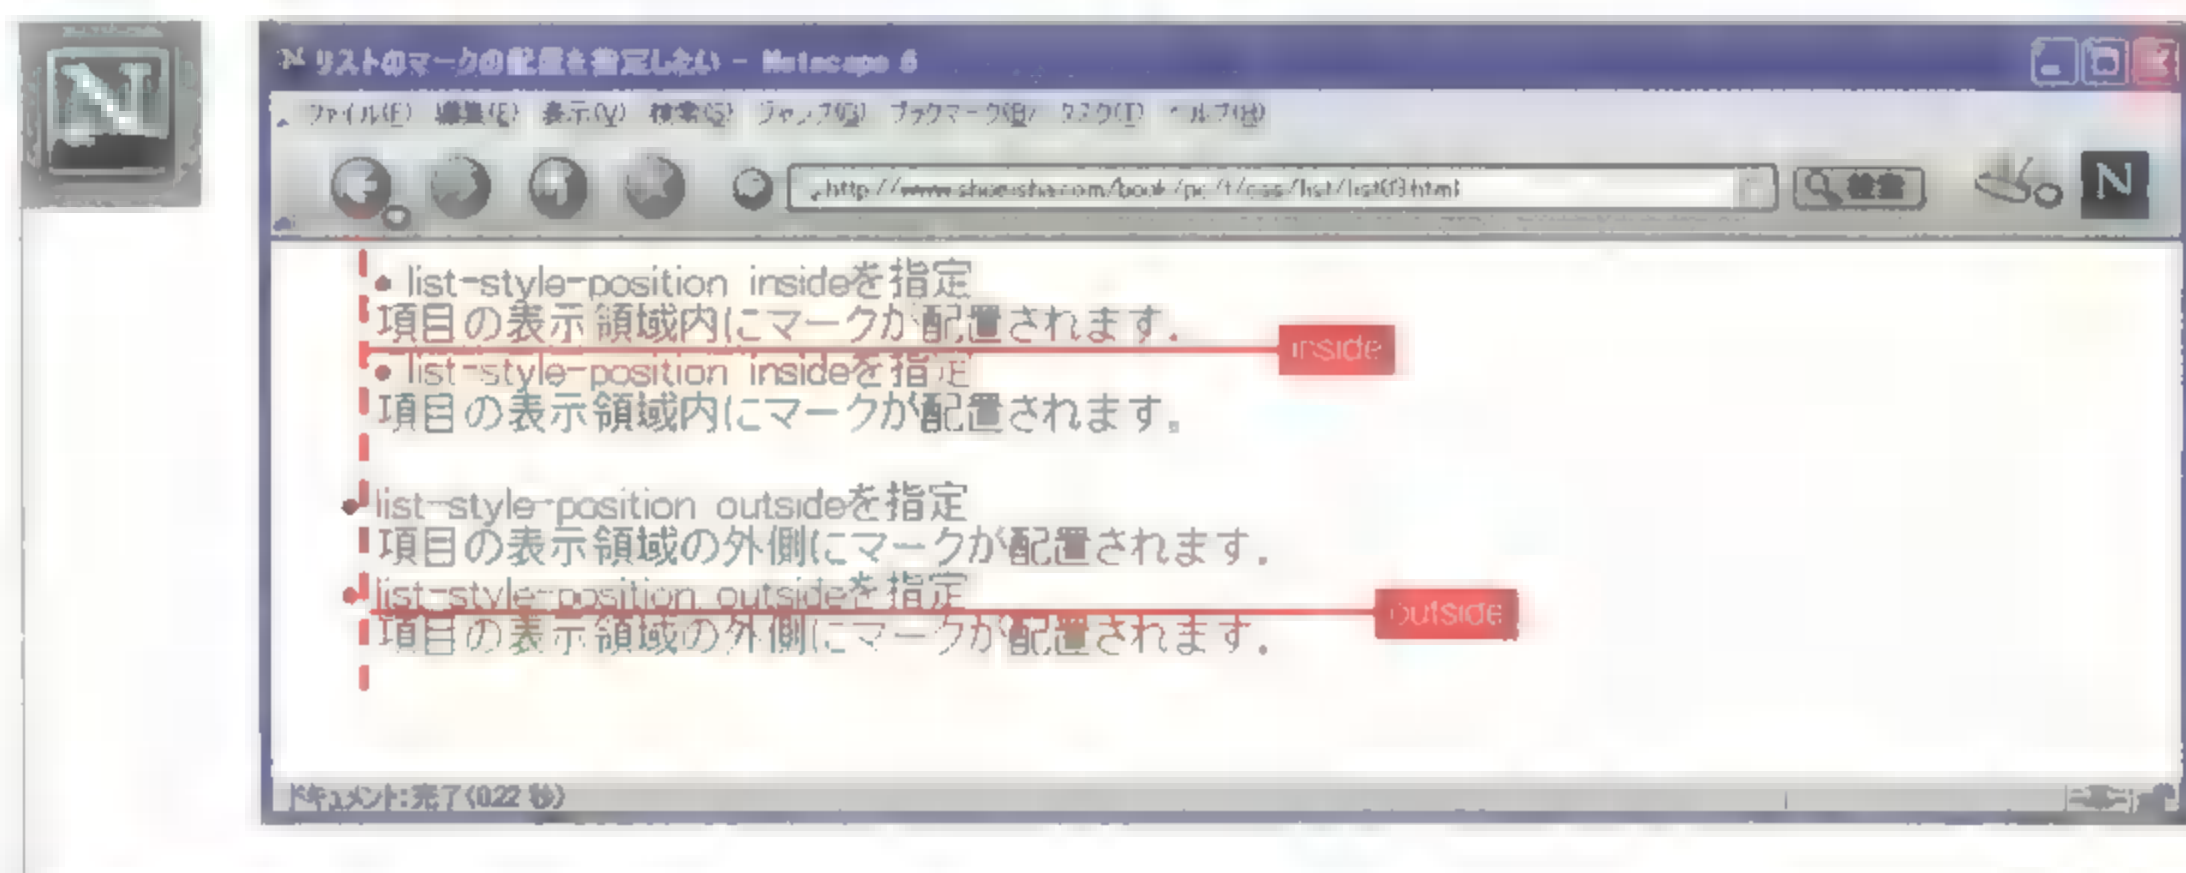 N
リストのマークの配置を指定したい - Netscape 6
ファイル(F) 編集(E) 表示(V) 検索(S) ジャンプ(G) ブックマーク(B) タスク(T) ヘルプ(H)
検索 N
• list-style-position insideを指定
項目の表示領域内にマークが配置されます。
inside
• list-style-position insideを指定
項目の表示領域内にマークが配置されます。
• list-style-position outsideを指定
項目の表示領域の外側にマークが配置されます。
• list-style-position outsideを指定
outside
項目の表示領域の外側にマークが配置されます。
ドキュメント:完了(0.22 秒)